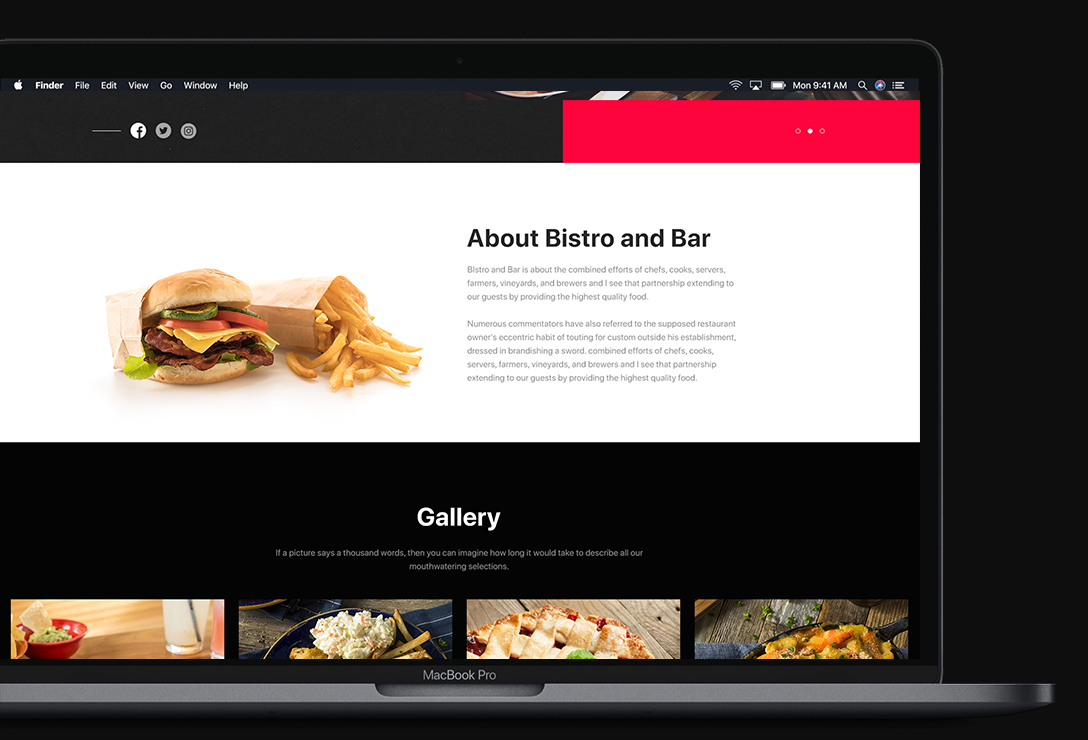 Finder File Edit View Go Window Help Mon 9:41 AM
About Bistro and Bar
Bistro and Bar is about the combined efforts of chefs, cooks, servers,
farmers, vineyards, and brewers and I see that partnership extending to
our guests by providing the highest quality food.
Numerous commentators have also referred to the supposed restaurant
owner's eccentric habit of touting for custom outside his establishment,
dressed in brandishing a sword. combined efforts of chefs, cooks,
servers, farmers, vineyards, and brewers and I see that partnership
extending to our guests by providing the highest quality food.
Gallery
If a picture says a thousand words, then you can imagine how long it would take to describe all our
mouthwatering selections.
MacBook Pro